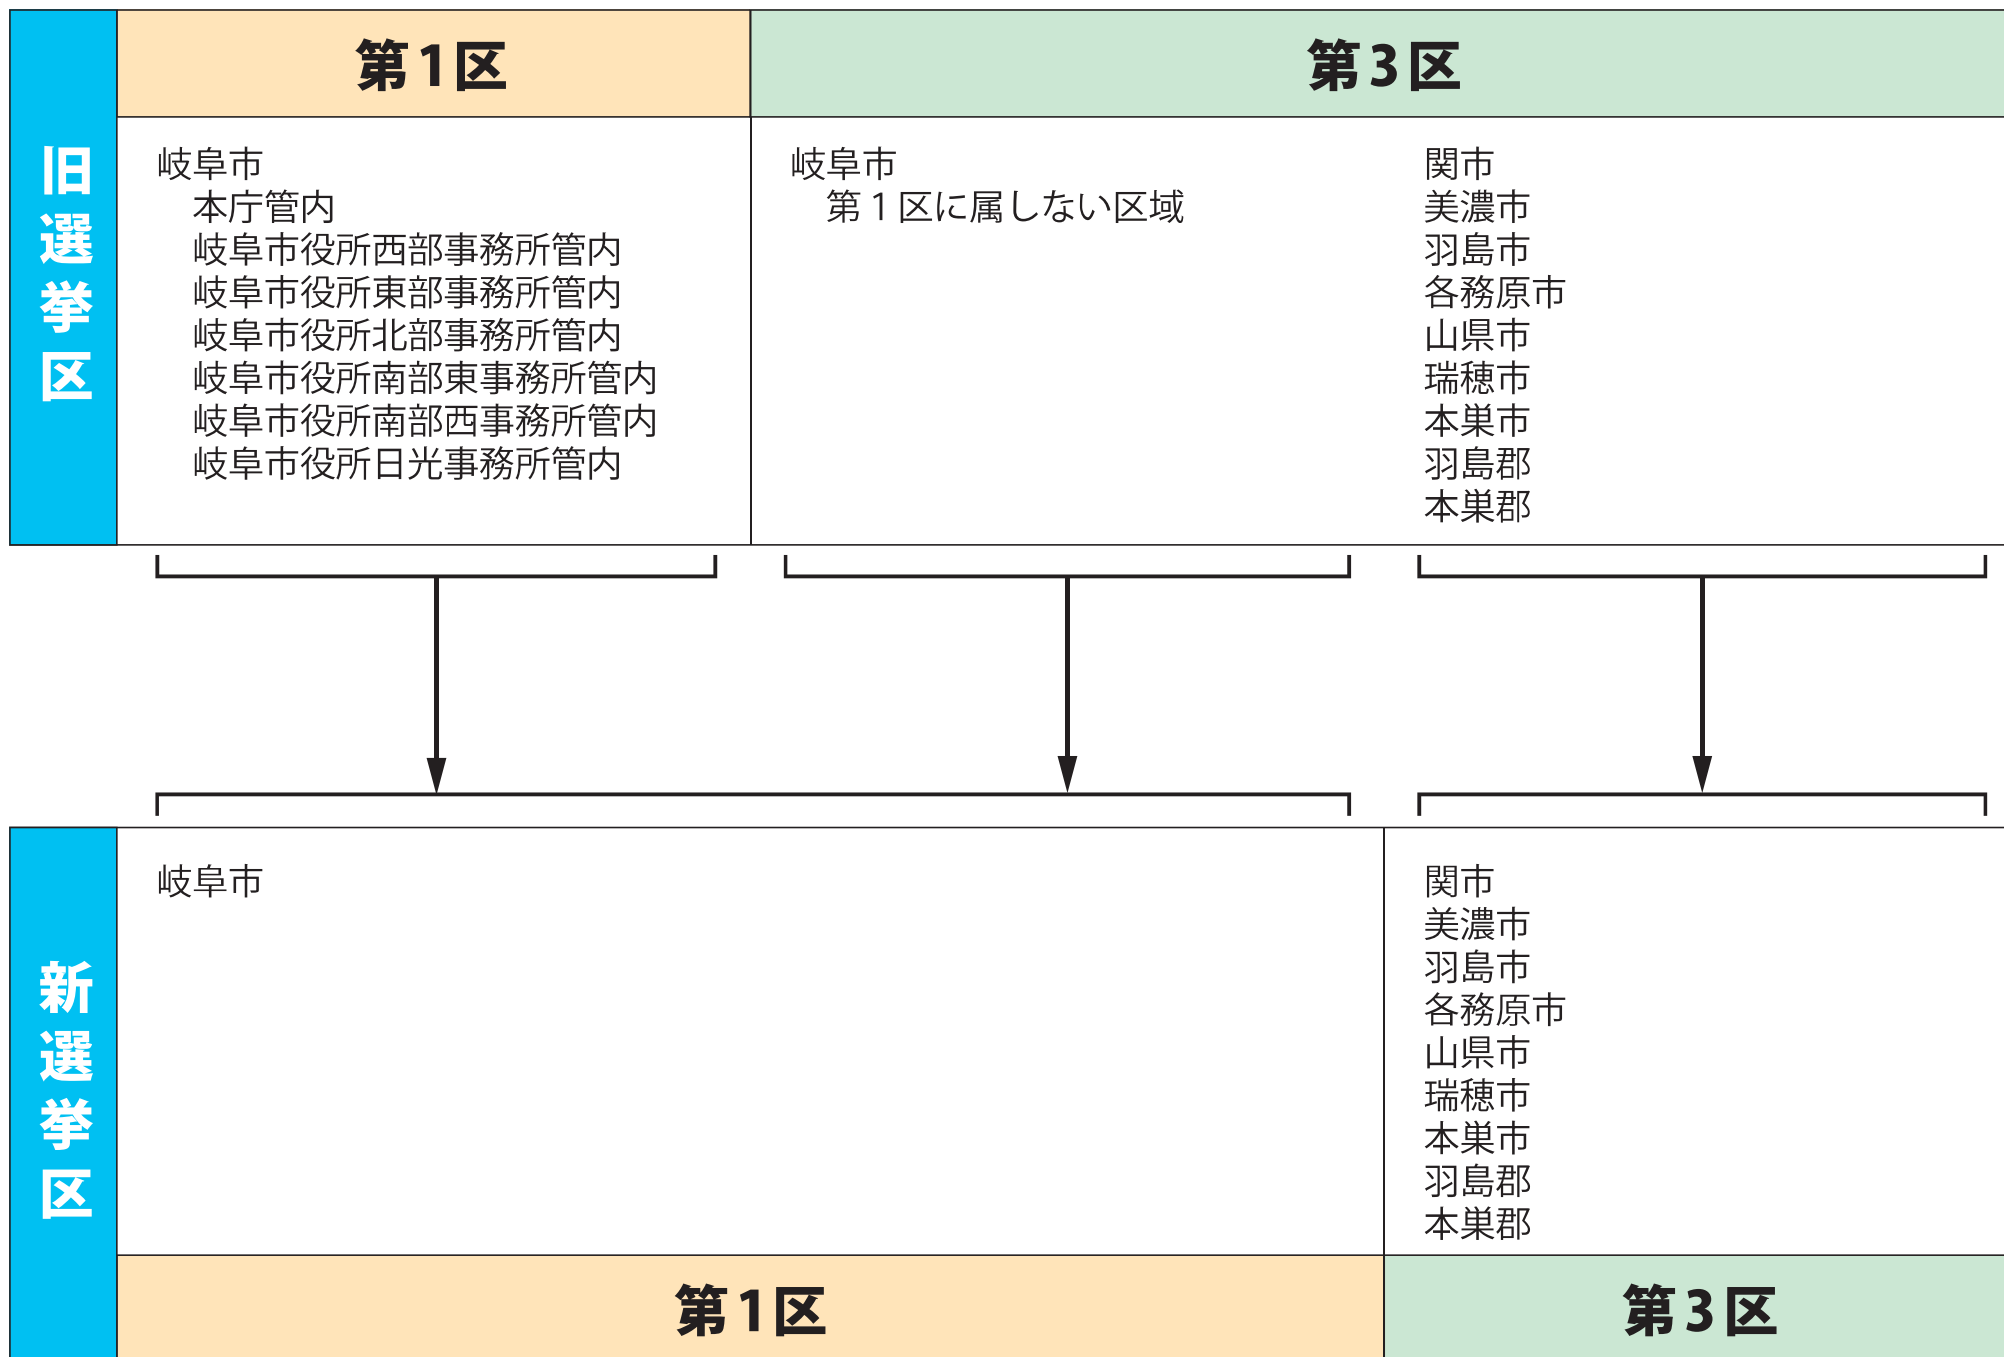 旧選挙区
第1区
岐阜市
本庁管内
岐阜市役所西部事務所管内
岐阜市役所東部事務所管内
岐阜市役所北部事務所管内
岐阜市役所南部東事務所管内
岐阜市役所南部西事務所管内
岐阜市役所日光事務所管内
第3区
岐阜市
第1区に属しない区域
関市
美濃市
羽島市
各務原市
山県市
瑞穂市
本巣市
羽島郡
本巣郡
新選挙区
岐阜市
第1区
関市
美濃市
羽島市
各務原市
山県市
瑞穂市
本巣市
羽島郡
本巣郡
第3区